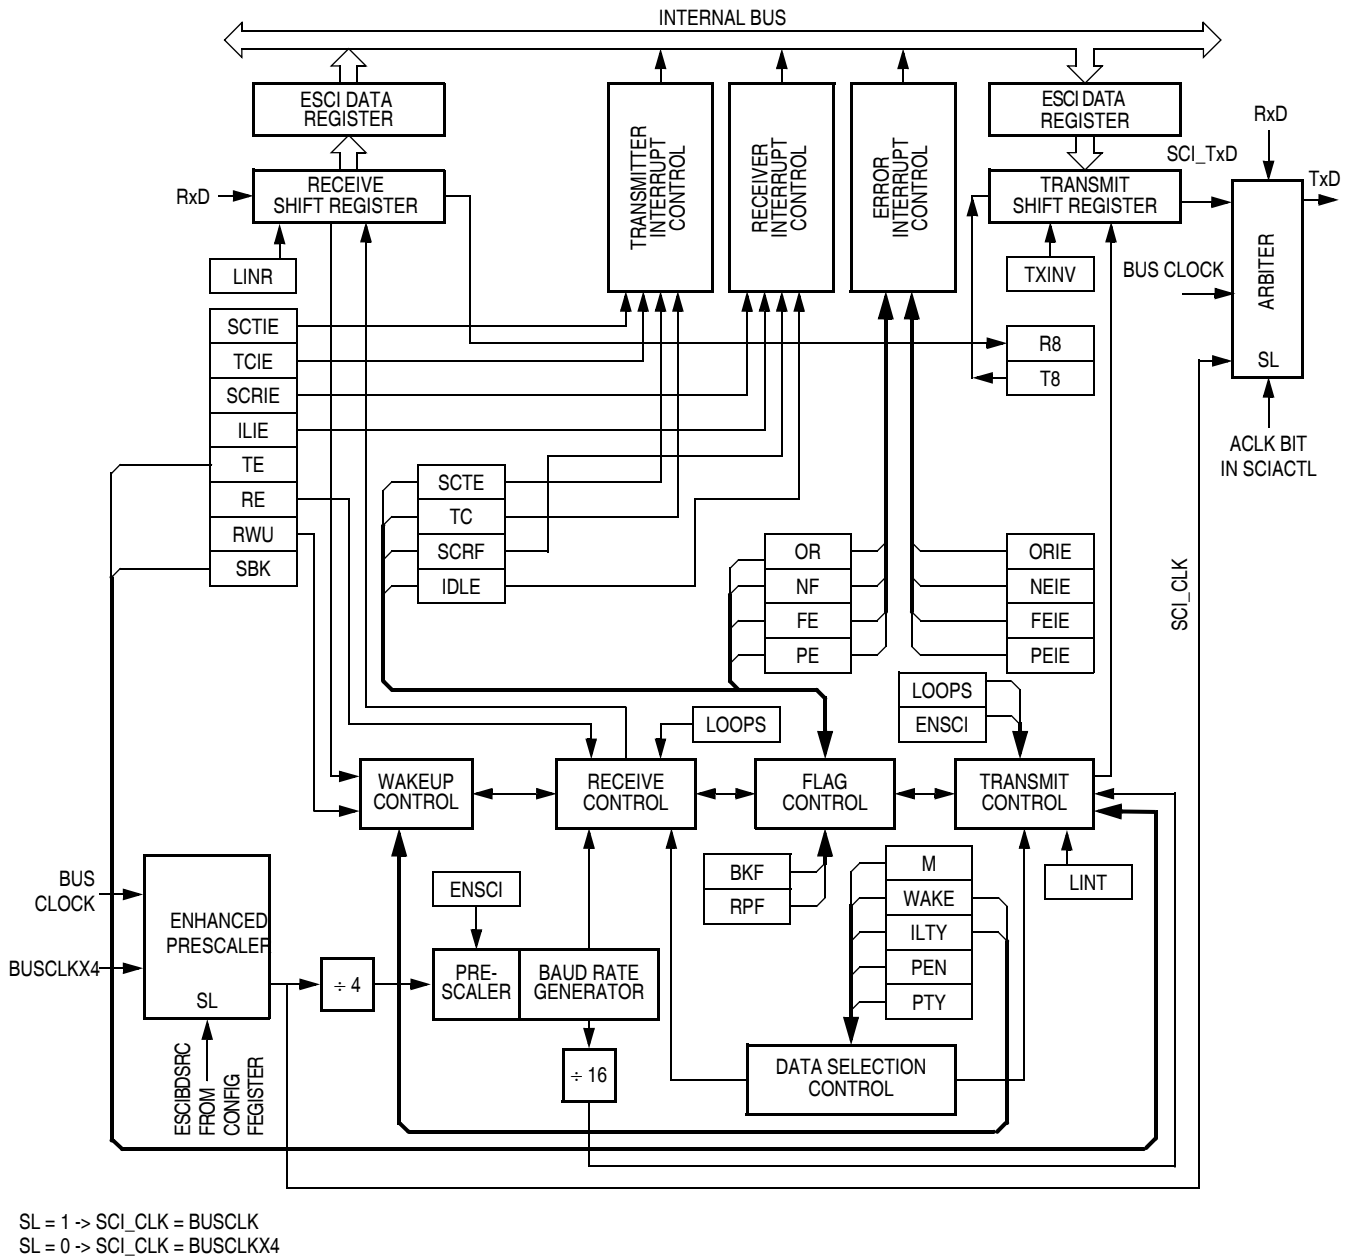 INTERNAL BUS
ESCI DATA
REGISTER
ESCI DATA
REGISTER
RxD
SCI_TxD
TxD
RxD
RECEIVE
SHIFT REGISTER
TRANSMITTER
INTERRUPT
CONTROL
RECEIVER
INTERRUPT
CONTROL
ERROR
INTERRUPT
CONTROL
TRANSMIT
SHIFT REGISTER
ARBITER
SL
LINR
TXINV
BUS CLOCK
SCTIE
TCIE
SCRIE
ILIE
TE
RE
RWU
SBK
R8
T8
ACLK BIT
IN SCIACTL
SCTE
TC
SCRF
IDLE
OR
NF
FE
PE
ORIE
NEIE
FEIE
PEIE
SCI_CLK
LOOPS
LOOPS
ENSCI
WAKEUP
CONTROL
RECEIVE
CONTROL
FLAG
CONTROL
TRANSMIT
CONTROL
BKF
RPF
M
WAKE
ILTY
PEN
PTY
LINT
BUS
CLOCK
BUSCLKX4
ENHANCED
PRESCALER
SL
ENSCI
÷ 4
PRE-
SCALER
BAUD RATE
GENERATOR
÷ 16
DATA SELECTION
CONTROL
ESCIBDSRC
FROM
CONFIG
FEGISTER
SL = 1 -> SCI_CLK = BUSCLK
SL = 0 -> SCI_CLK = BUSCLKX4